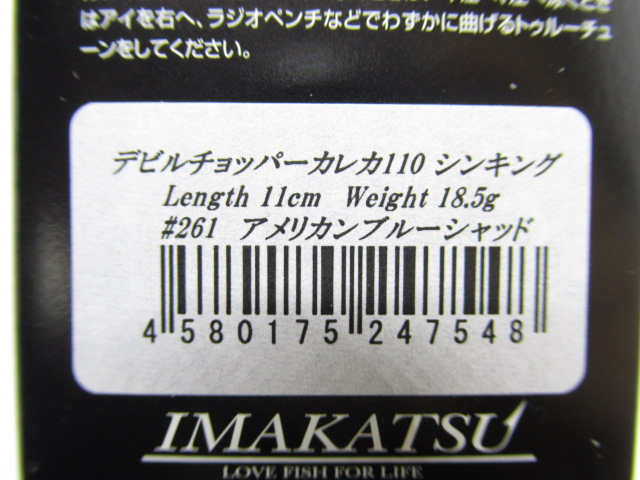 はアイを右へ、ラジオペンチなどでわずかに曲げるトゥルーチュ
ーンをしてください。
デビルチョッパーカレカ110 シンキング
Length 11cm Weight 18.5g
#261 アメリカンブルーシャッド
4 580175 247548
IMAKATSU
LOVE FISH FOR LIFE